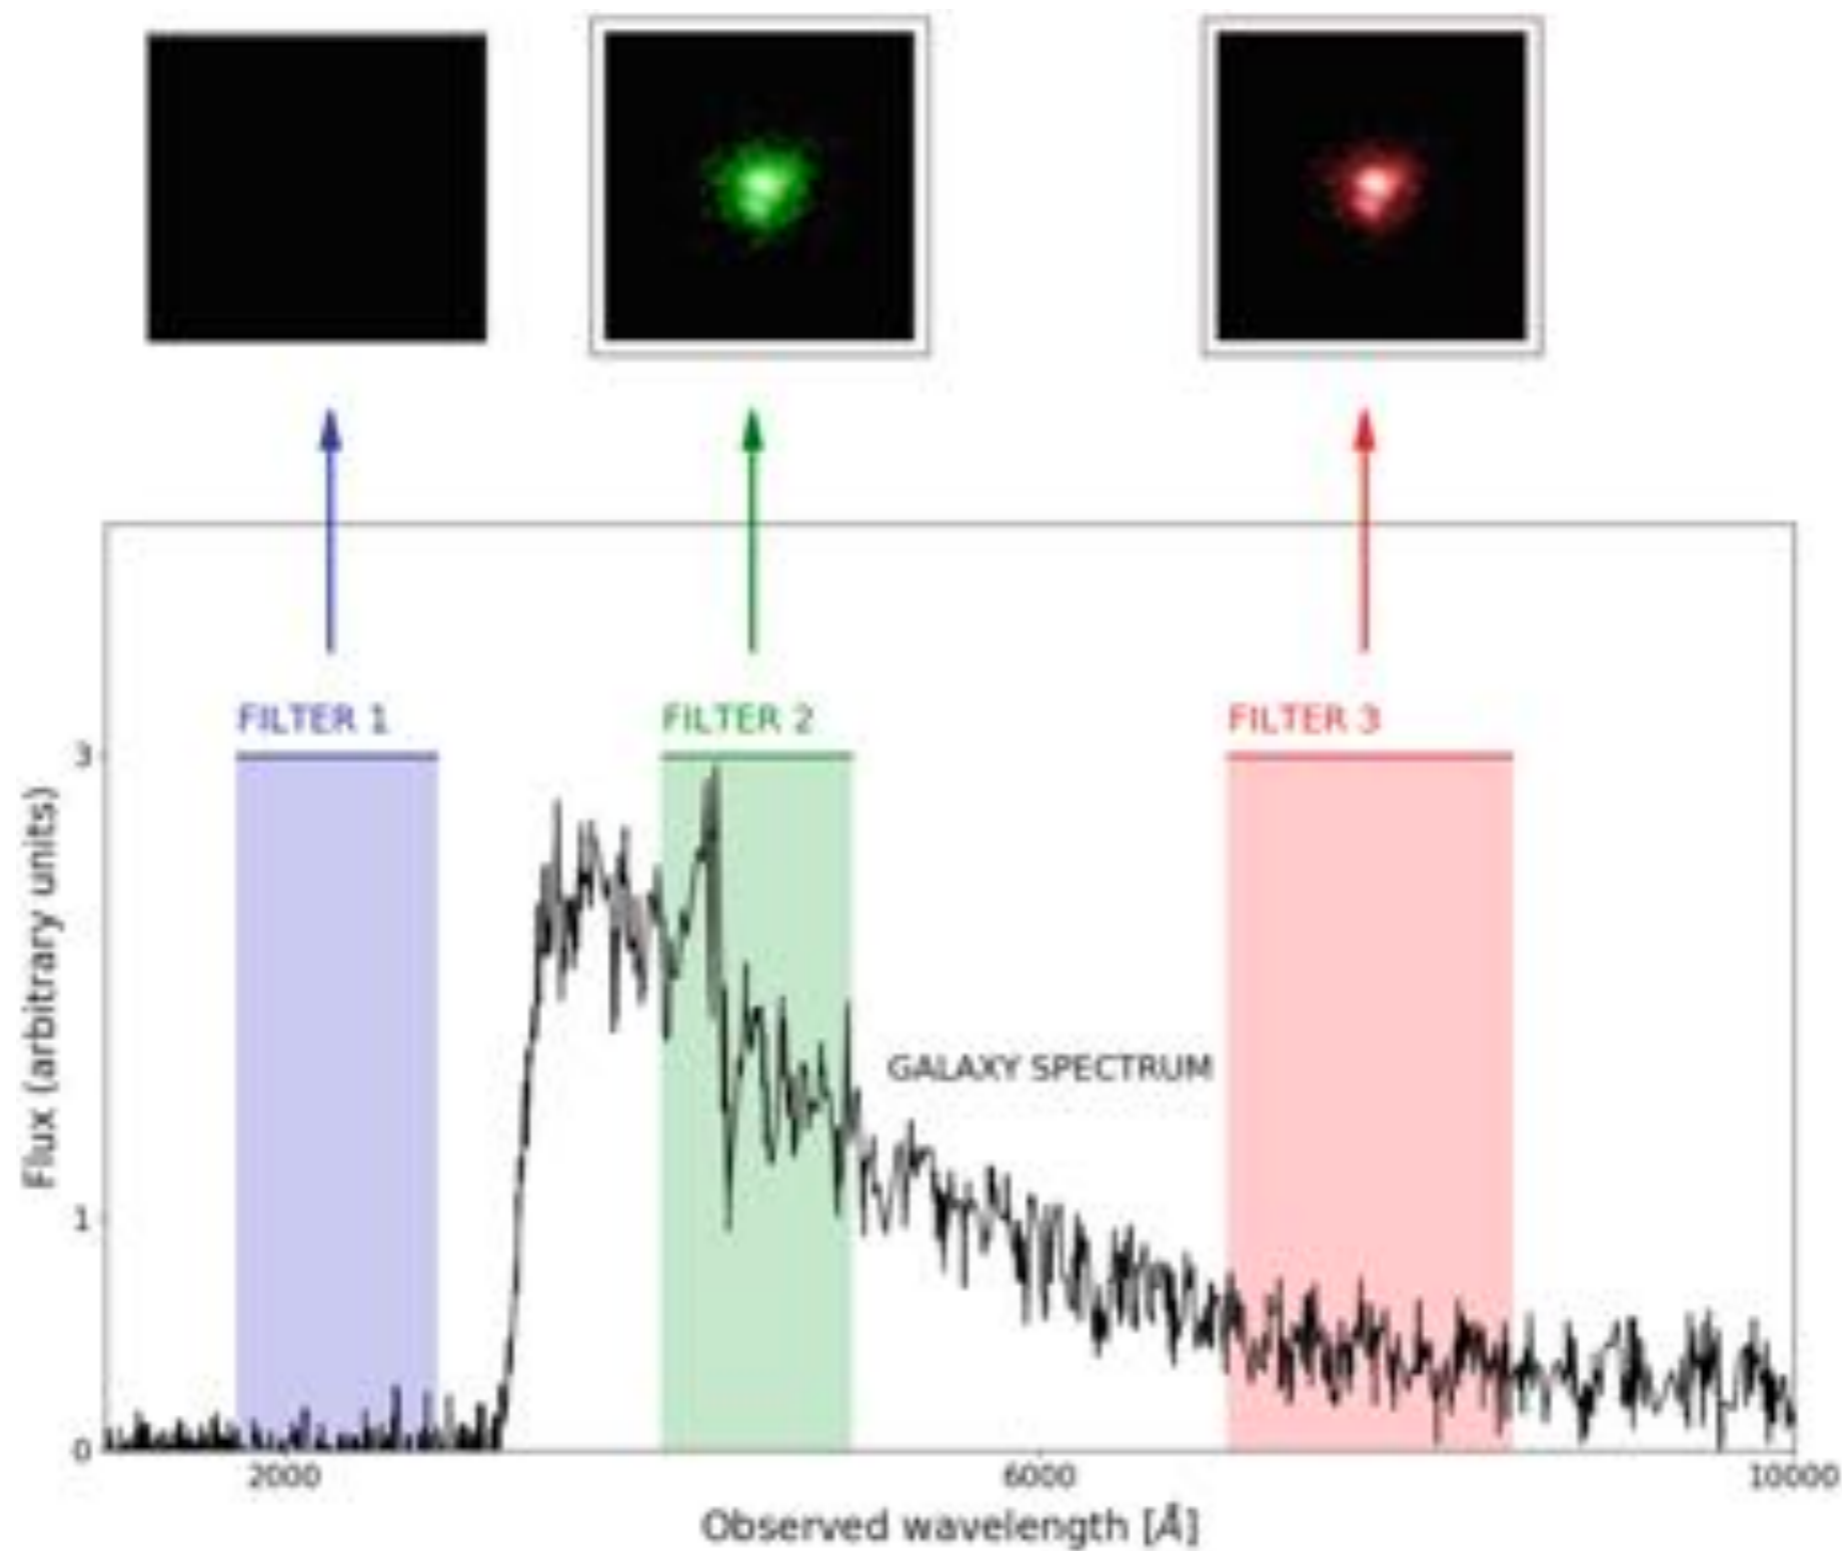 FILTER 1
FILTER 2
FILTER 3
3
1
0
GALAXY SPECTRUM
Flux (arbitrary units)
2000
6000
10000
Observed wavelength [Å]